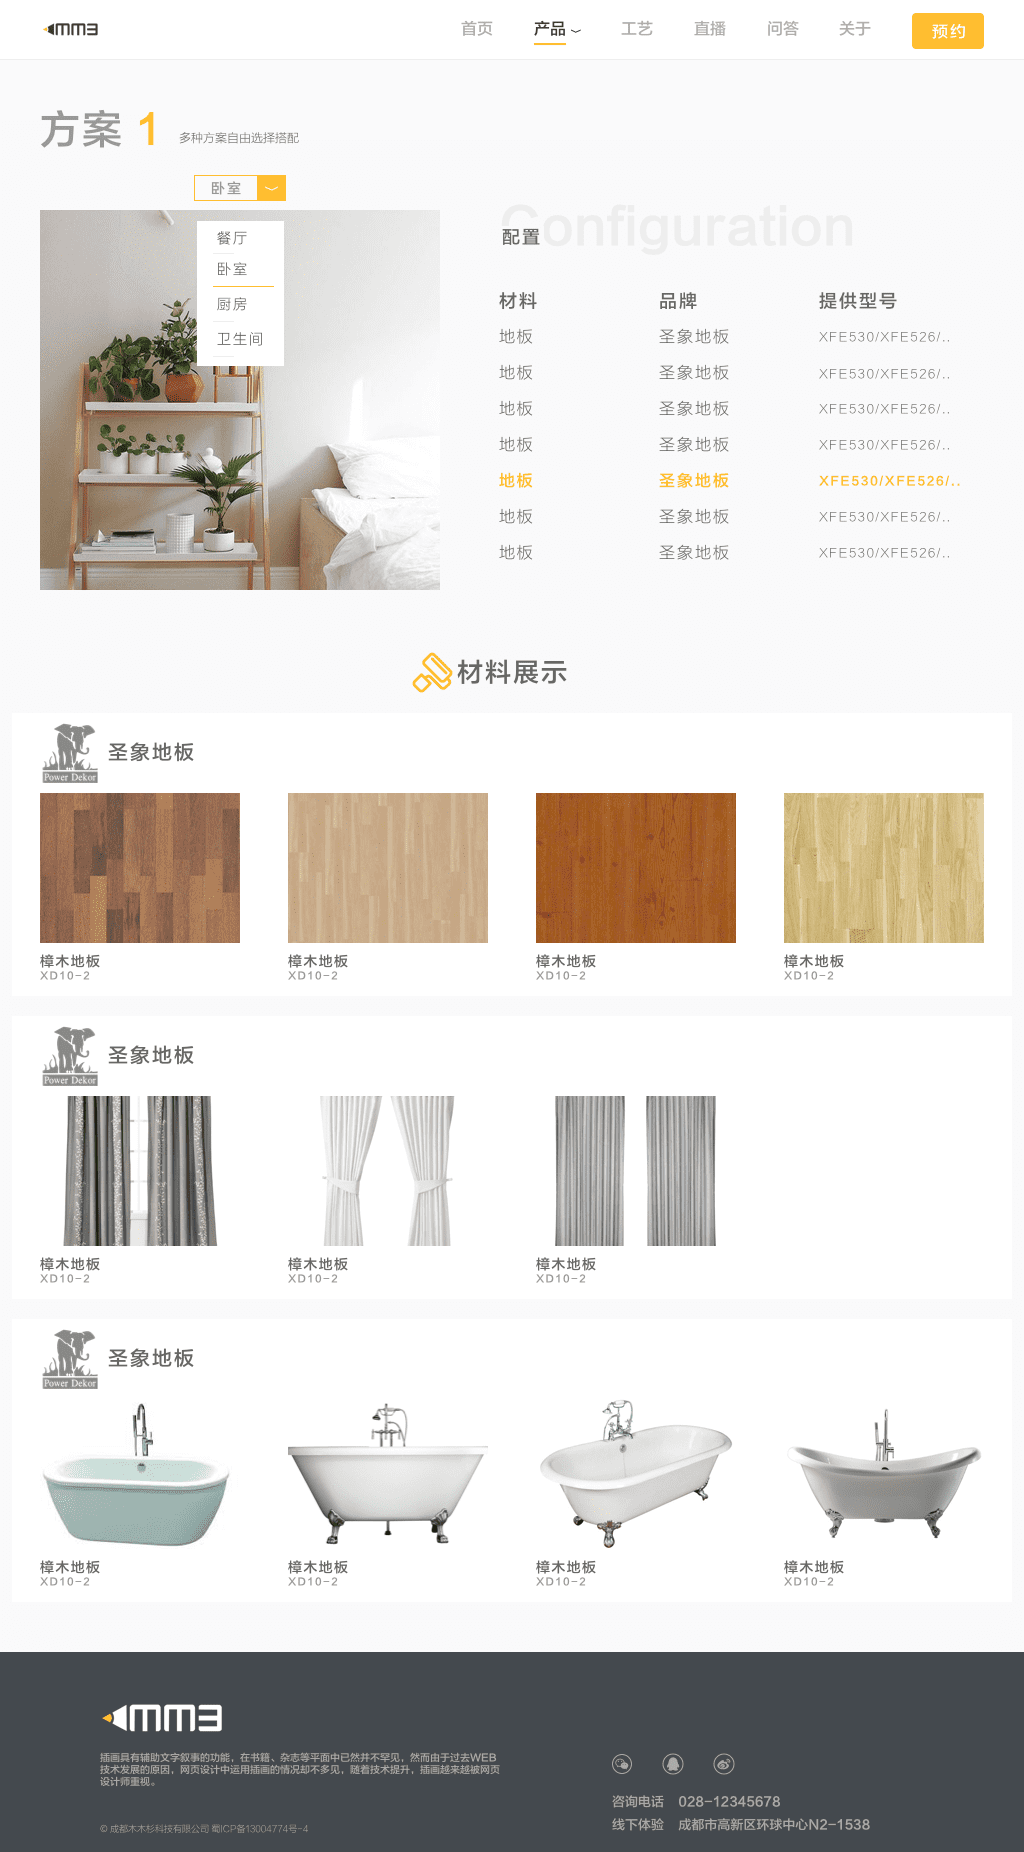 mm3
首页 产品 工艺 直播 问答 关于 预约
方案 1 多种方案自由选择搭配
卧室
餐厅
卧室
厨房
卫生间
Configuration
配置
材料 品牌 提供型号
地板 圣象地板 XFE530/XFE526/..
地板 圣象地板 XFE530/XFE526/..
地板 圣象地板 XFE530/XFE526/..
地板 圣象地板 XFE530/XFE526/..
地板 圣象地板 XFE530/XFE526/..
地板 圣象地板 XFE530/XFE526/..
地板 圣象地板 XFE530/XFE526/..
材料展示
Power Dekor 圣象地板
樟木地板 樟木地板 樟木地板 樟木地板
XD10-2 XD10-2 XD10-2 XD10-2
Power Dekor 圣象地板
樟木地板 樟木地板 樟木地板
XD10-2 XD10-2 XD10-2
Power Dekor 圣象地板
樟木地板 樟木地板 樟木地板 樟木地板
XD10-2 XD10-2 XD10-2 XD10-2
mm3
插画具有辅助文字叙事的功能，在书籍、杂志等平面中已然并不罕见，然而由于过去WEB
技术发展的原因，网页设计中运用插画的情况却不多见，随着技术提升，插画越来越被网页
设计师重视。
咨询电话 028-12345678
线下体验 成都市高新区环球中心N2-1538
© 成都木木杉科技有限公司 蜀ICP备13004774号-4